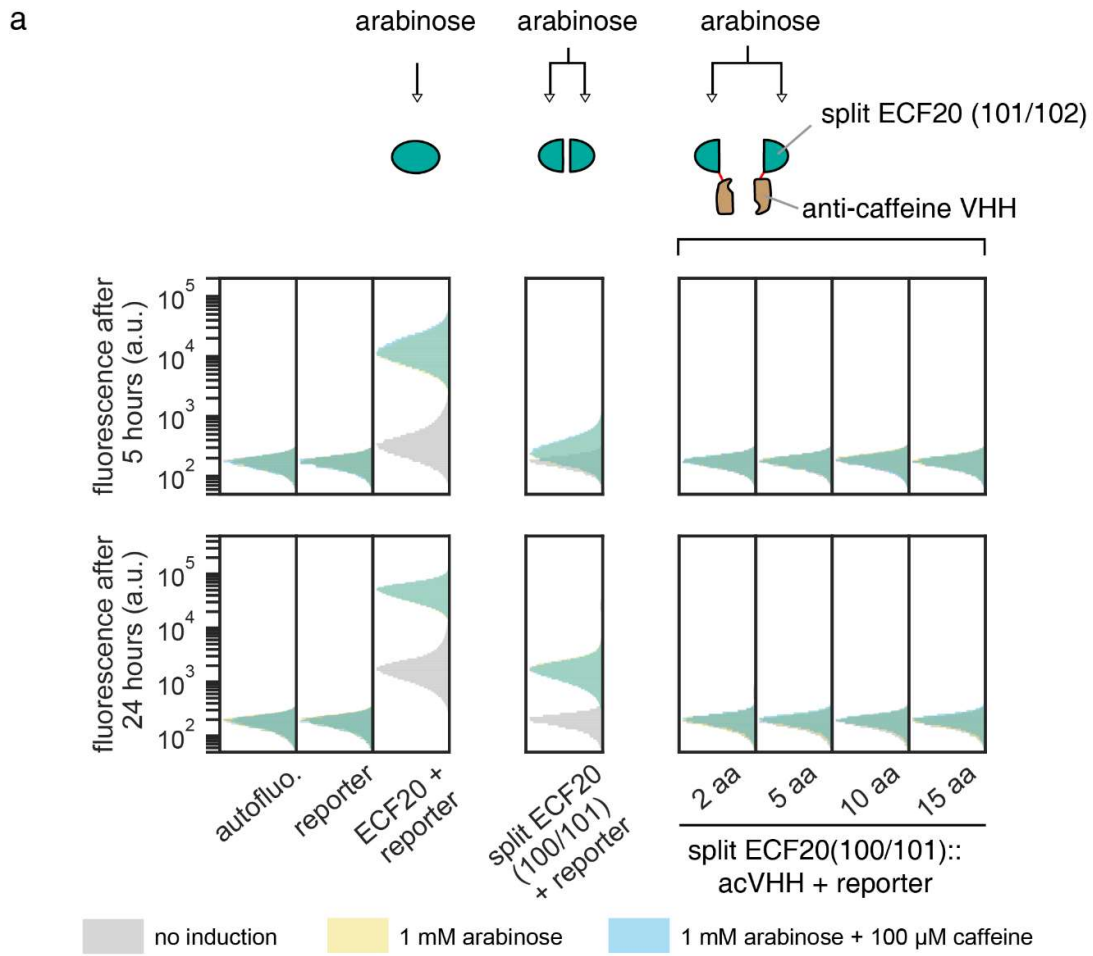 a
arabinose
arabinose
arabinose
split ECF20 (101/102)
anti-caffeine VHH
fluorescence after
5 hours (a.u.)
10^5
10^4
10^3
10^2
fluorescence after
24 hours (a.u.)
10^5
10^4
10^3
10^2
autofluo.
reporter
ECF20 +
reporter
split ECF20
(100/101)
+ reporter
2 aa
5 aa
10 aa
15 aa
split ECF20(100/101)::
acVHH + reporter
no induction
1 mM arabinose
1 mM arabinose + 100 µM caffeine